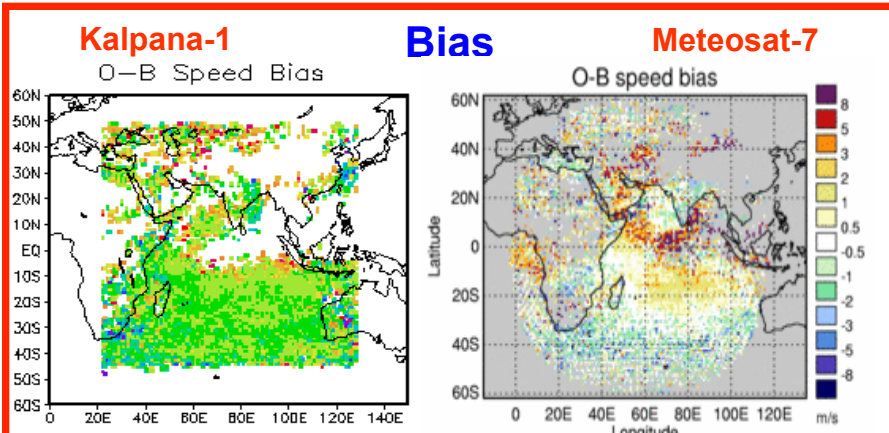 Kalpana-1 Bias Meteosat-7
O-B Speed Bias
60N
50N
40N
30N
20N
10N
EQ
10S
20S
30S
40S
50S
60S
0 20E 40E 60E 80E 100E 120E 140E
O-B speed bias
Latitude
60N
40N
20N
0
20S
40S
60S
0 20E 40E 60E 80E 100E 120E
Longitude
8
5
3
2
1
0.5
-0.5
-1
-2
-3
-5
-8
m/s